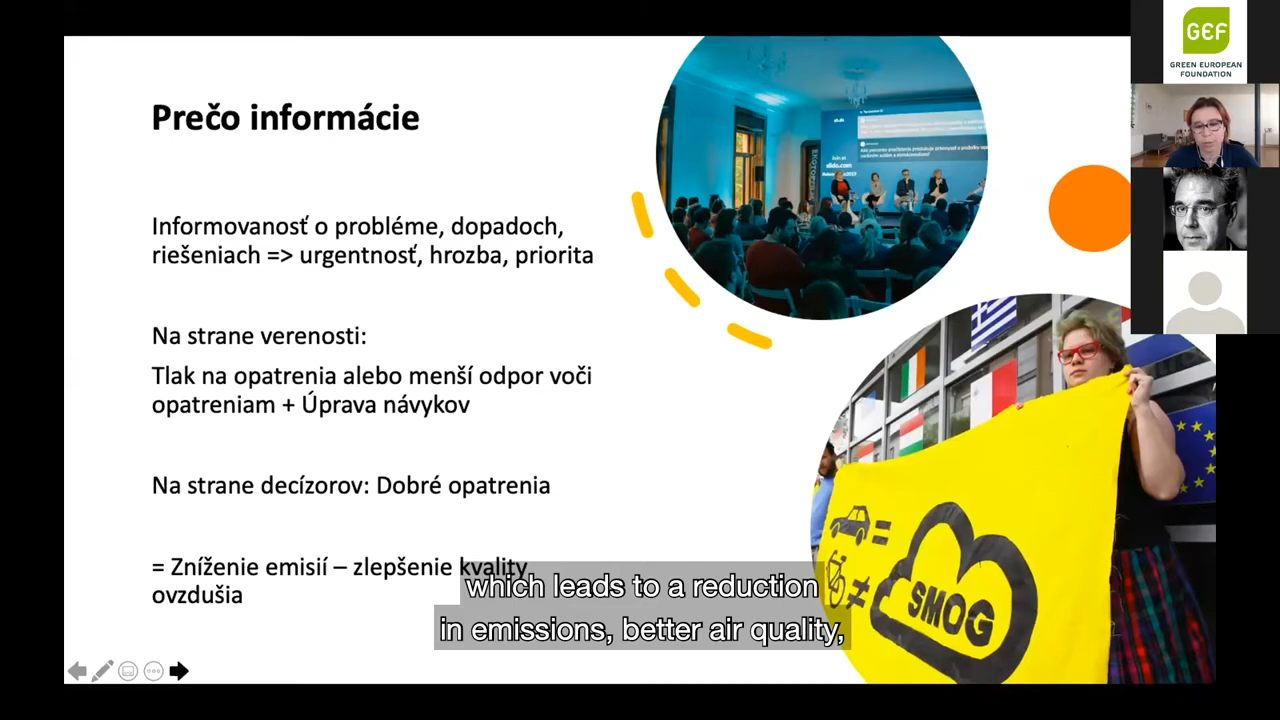 Prečo informácie
Informovanosť o probléme, dopadoch,
riešeniach => urgentnosť, hrozba, priorita
Na strane verenosti:
Tlak na opatrenia alebo menší odpor voči
opatreniam + Úprava návykov
Na strane decízorov: Dobré opatrenia
= Zníženie emisií – zlepšenie kvality
ovzdušia
which leads to a reduction
in emissions, better air quality,
GEF
GREEN EUROPEAN
FOUNDATION
slido.com
= 
≠
SMOG